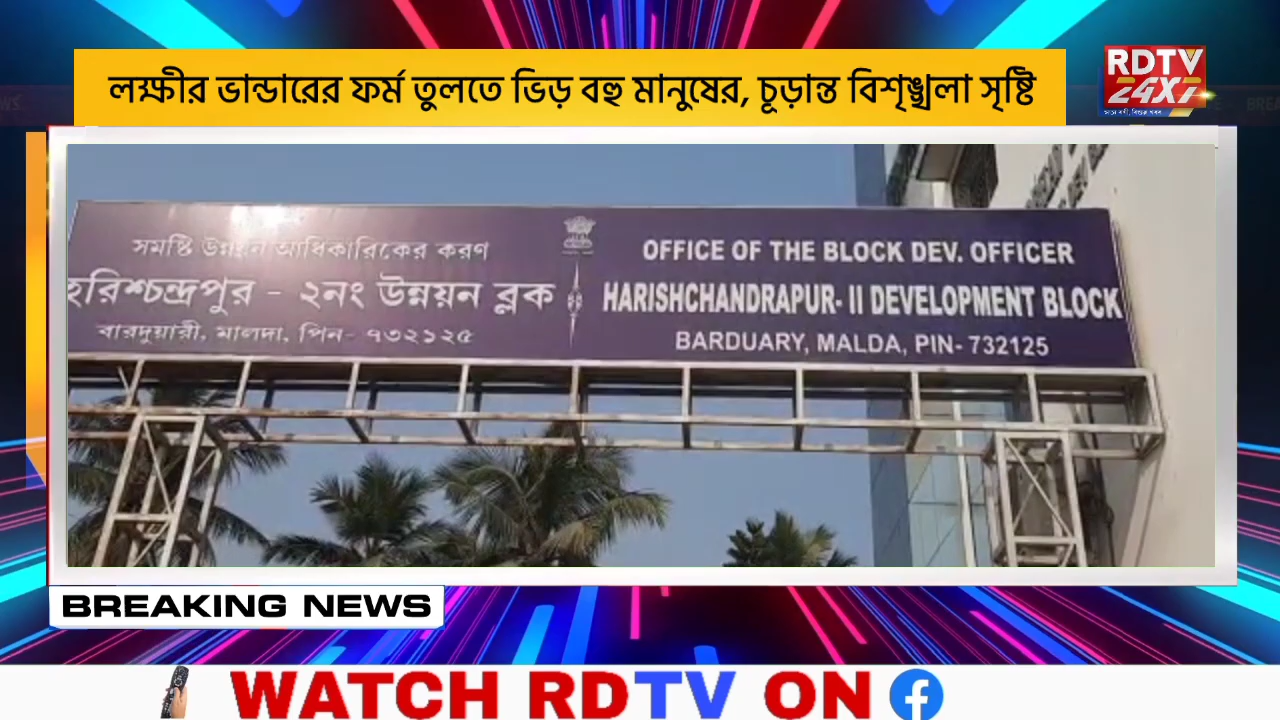 লক্ষীর ভান্ডারের ফর্ম তুলতে ভিড় বহু মানুষের, চূড়ান্ত বিশৃঙ্খলা সৃষ্টি
RDTV
24X7
সমষ্টি উন্নয়ন আধিকারিকের করণ
হরিশ্চন্দ্রপুর - ২নং উন্নয়ন ব্লক
বারদুয়ারী, মালদা, পিন- ৭৩২১২৫
OFFICE OF THE BLOCK DEV. OFFICER
HARISHCHANDRAPUR- II DEVELOPMENT BLOCK
BARDUARY, MALDA, PIN- 732125
BREAKING NEWS
WATCH RDTV ON